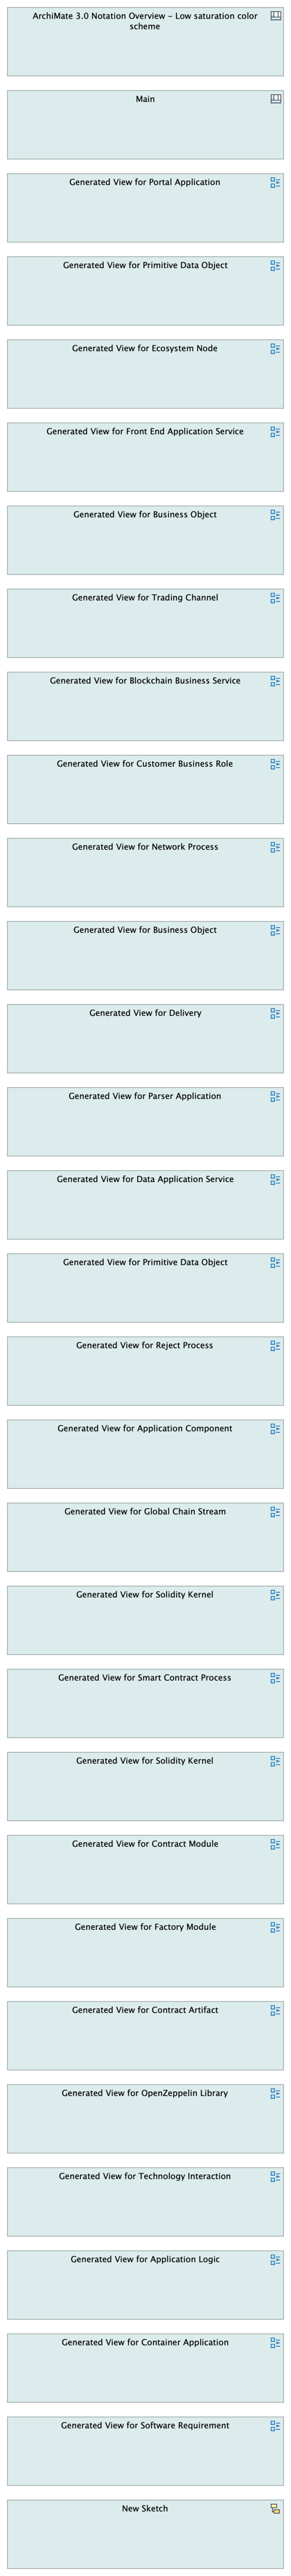 ArchiMate 3.0 Notation Overview - Low saturation color
scheme
Main
Generated View for Portal Application
Generated View for Primitive Data Object
Generated View for Ecosystem Node
Generated View for Front End Application Service
Generated View for Business Object
Generated View for Trading Channel
Generated View for Blockchain Business Service
Generated View for Customer Business Role
Generated View for Network Process
Generated View for Business Object
Generated View for Delivery
Generated View for Parser Application
Generated View for Data Application Service
Generated View for Primitive Data Object
Generated View for Reject Process
Generated View for Application Component
Generated View for Global Chain Stream
Generated View for Solidity Kernel
Generated View for Smart Contract Process
Generated View for Solidity Kernel
Generated View for Contract Module
Generated View for Factory Module
Generated View for Contract Artifact
Generated View for OpenZeppelin Library
Generated View for Technology Interaction
Generated View for Application Logic
Generated View for Container Application
Generated View for Software Requirement
New Sketch